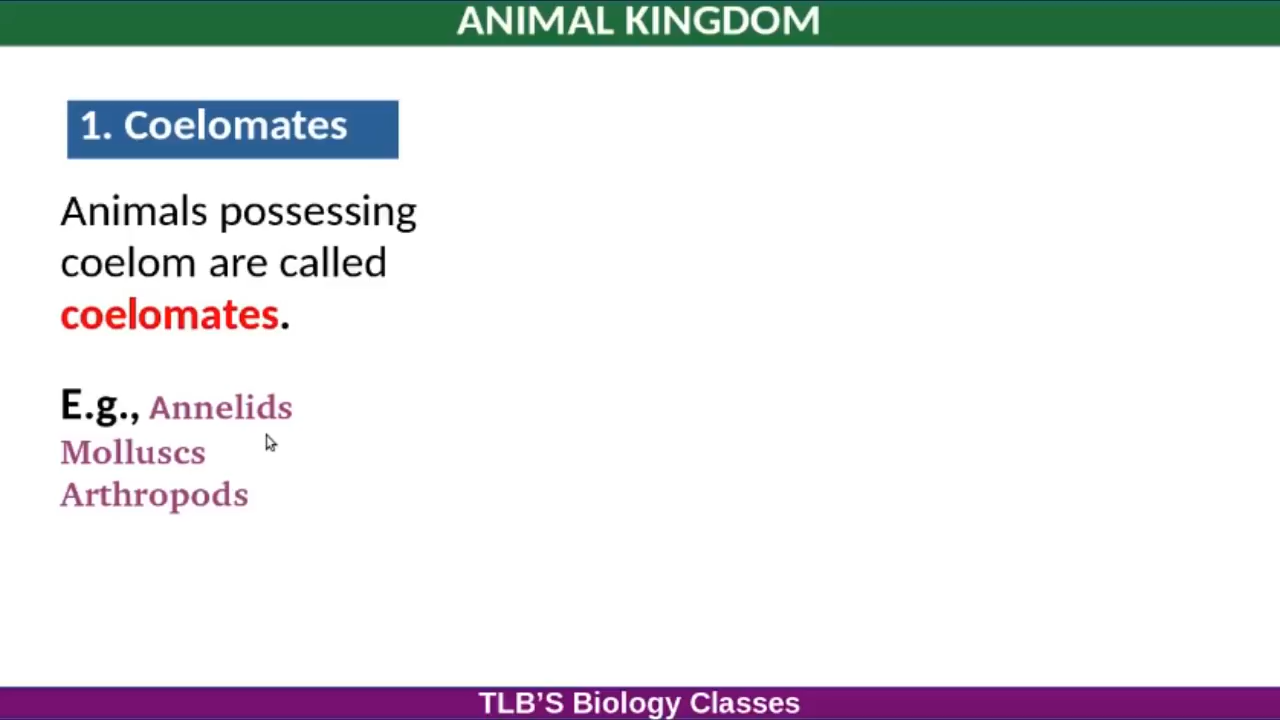 ANIMAL KINGDOM
1. Coelomates
Animals possessing
coelom are called
coelomates.
E.g., Annelids
Molluscs
Arthropods
TLB’S Biology Classes